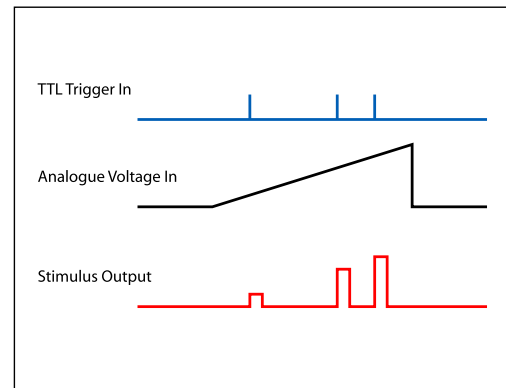 TTL Trigger In
Analogue Voltage In
Stimulus Output